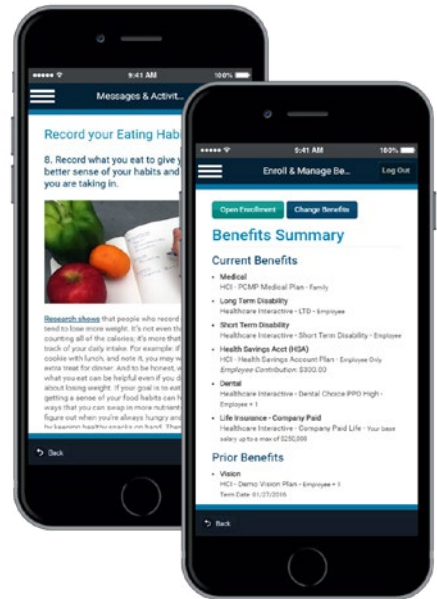 9:41 AM 100%
Messages & Activit...
Record your Eating Hab
8. Record what you eat to give y
better sense of your habits and
you are taking in.
Research shows that people who record
tend to lose more weight. It's not even th
counting all of the calories; it's more that
track of your daily intake. For example: if
cookie with lunch, and note it, you may w
extra treat for dinner. And to be honest, w
what you eat can be helpful even if you d
about losing weight. If your goal is to eat
getting a sense of your food habits can h
ways that you can swap in more nutrient
figure out when you're always hungry and
by keeping healthy snacks on hand.
Back
9:41 AM 100%
Enroll & Manage Be... Log Out
Open Enrollment Change Benefits
Benefits Summary
Current Benefits
• Medical
HCI - PCMP Medical Plan - Family
• Long Term Disability
Healthcare Interactive - LTD - Employee
• Short Term Disability
Healthcare Interactive - Short Term Disability - Employee
• Health Savings Acct (HSA)
HCI - Health Savings Account Plan - Employee Only
Employee Contribution: $300.00
• Dental
Healthcare Interactive - Dental Choice PPO High -
Employee + 1
• Life Insurance - Company Paid
Healthcare Interactive - Company Paid Life - Your base
salary up to a max of $250,000
Prior Benefits
• Vision
HCI - Demo Vision Plan - Employee + 1
Term Date: 01/27/2016
Back